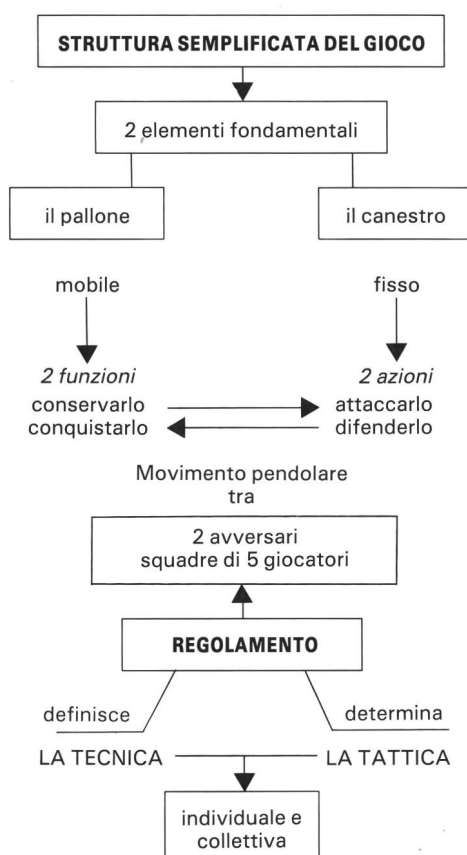 STRUTTURA SEMPLIFICATA DEL GIOCO
2 elementi fondamentali
il pallone
il canestro
mobile
fisso
2 funzioni
2 azioni
conservarlo
attaccarlo
conquistarlo
difenderlo
Movimento pendolare
tra
2 avversari
squadre di 5 giocatori
REGOLAMENTO
definisce
determina
LA TECNICA
LA TATTICA
individuale e
collettiva